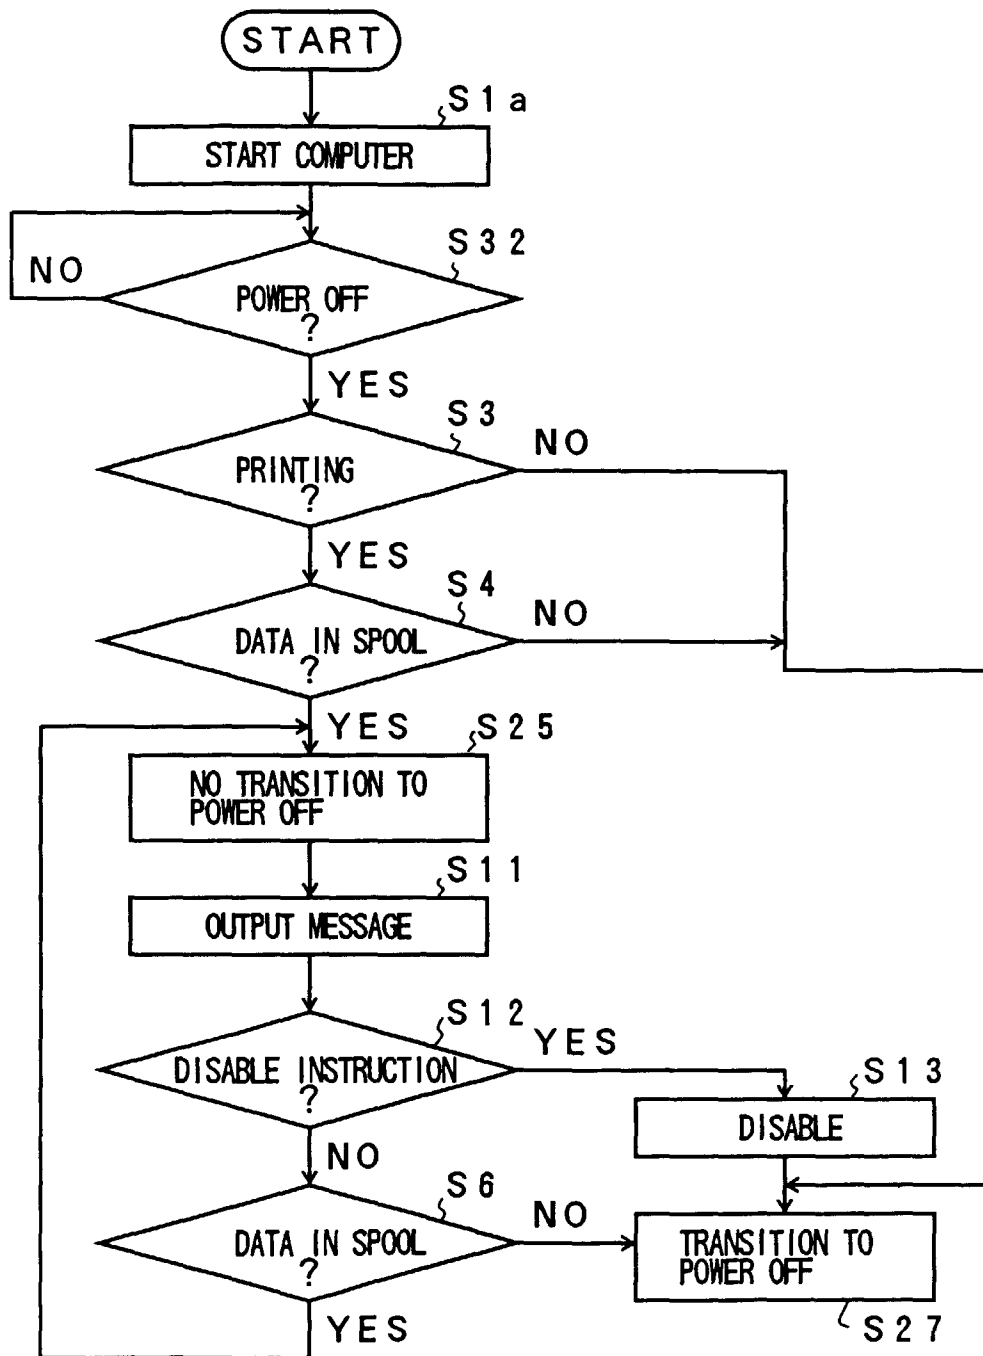 START
S1a
START COMPUTER
S32
NO
POWER OFF
?
YES
S3
NO
PRINTING
?
YES
S4
NO
DATA IN SPOOL
?
YES
S25
NO TRANSITION TO
POWER OFF
S11
OUTPUT MESSAGE
S12
YES
DISABLE INSTRUCTION
?
S13
DISABLE
NO
S6
NO
DATA IN SPOOL
?
TRANSITION TO
POWER OFF
YES
S27